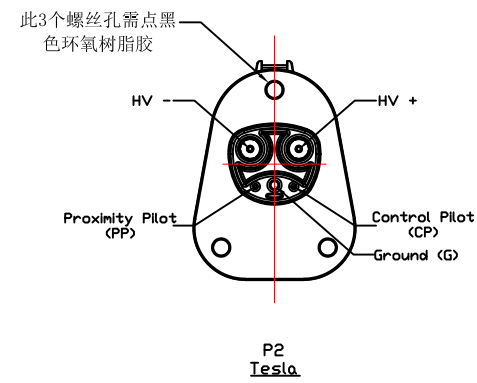 此3个螺丝孔需点黑
色环氧树脂胶
HV -
HV +
Proximity Pilot
(PP)
Control Pilot
(CP)
Ground (G)
P2
Tesla